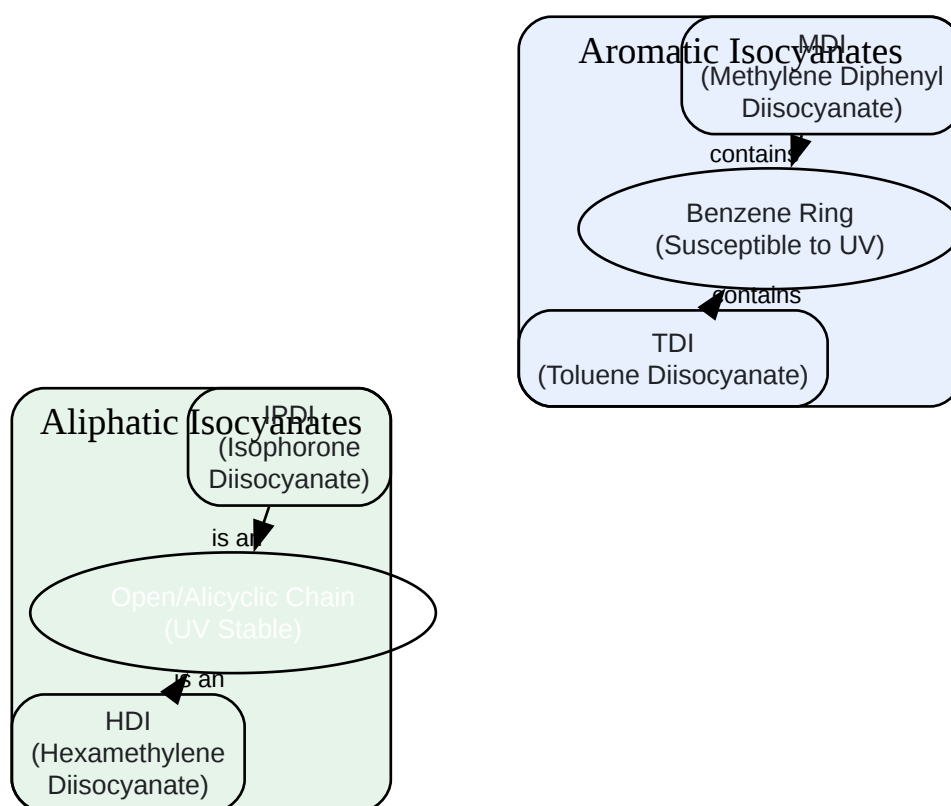 Aromatic Isocyanates
MDI
(Methylene Diphenyl
Diisocyanate)
contains
Benzene Ring
(Susceptible to UV)
contains
TDI
(Toluene Diisocyanate)
Aliphatic Isocyanates
IPDI
(Isophorone
Diisocyanate)
is an
Open/Alicyclic Chain
(UV Stable)
is an
HDI
(Hexamethylene
Diisocyanate)